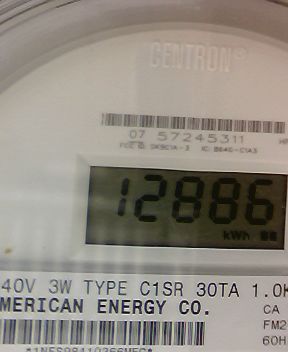 CENTRON®
07 57245311
12886
kWh
40V 3W TYPE C1SR 30TA 1.0K
MERICAN ENERGY CO.
CA
FM2
60H